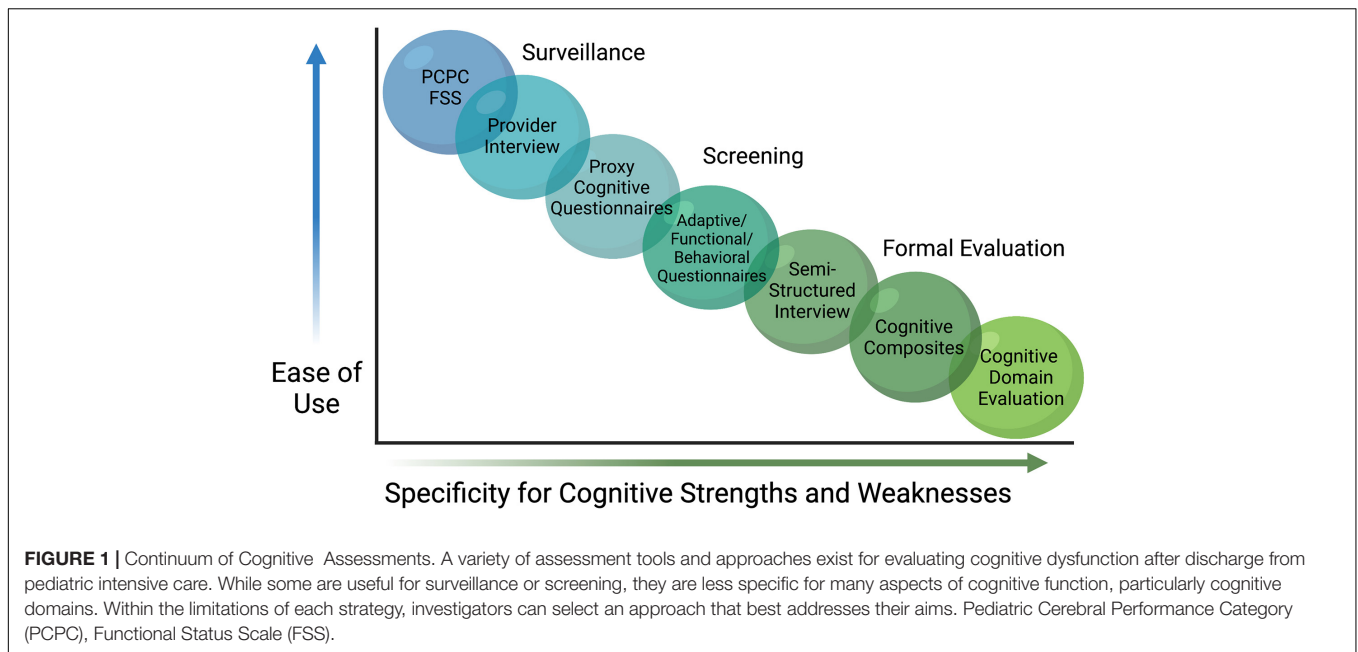 PCPC
FSS
Surveillance
Provider
Interview
Proxy
Cognitive
Questionnaires
Screening
Adaptive/
Functional/
Behavioral
Questionnaires
Semi-
Structured
Interview
Formal Evaluation
Cognitive
Composites
Cognitive
Domain
Evaluation
Ease of
Use
Specificity for Cognitive Strengths and Weaknesses
FIGURE 1 | Continuum of Cognitive Assessments. A variety of assessment tools and approaches exist for evaluating cognitive dysfunction after discharge from
pediatric intensive care. While some are useful for surveillance or screening, they are less specific for many aspects of cognitive function, particularly cognitive
domains. Within the limitations of each strategy, investigators can select an approach that best addresses their aims. Pediatric Cerebral Performance Category
(PCPC), Functional Status Scale (FSS).